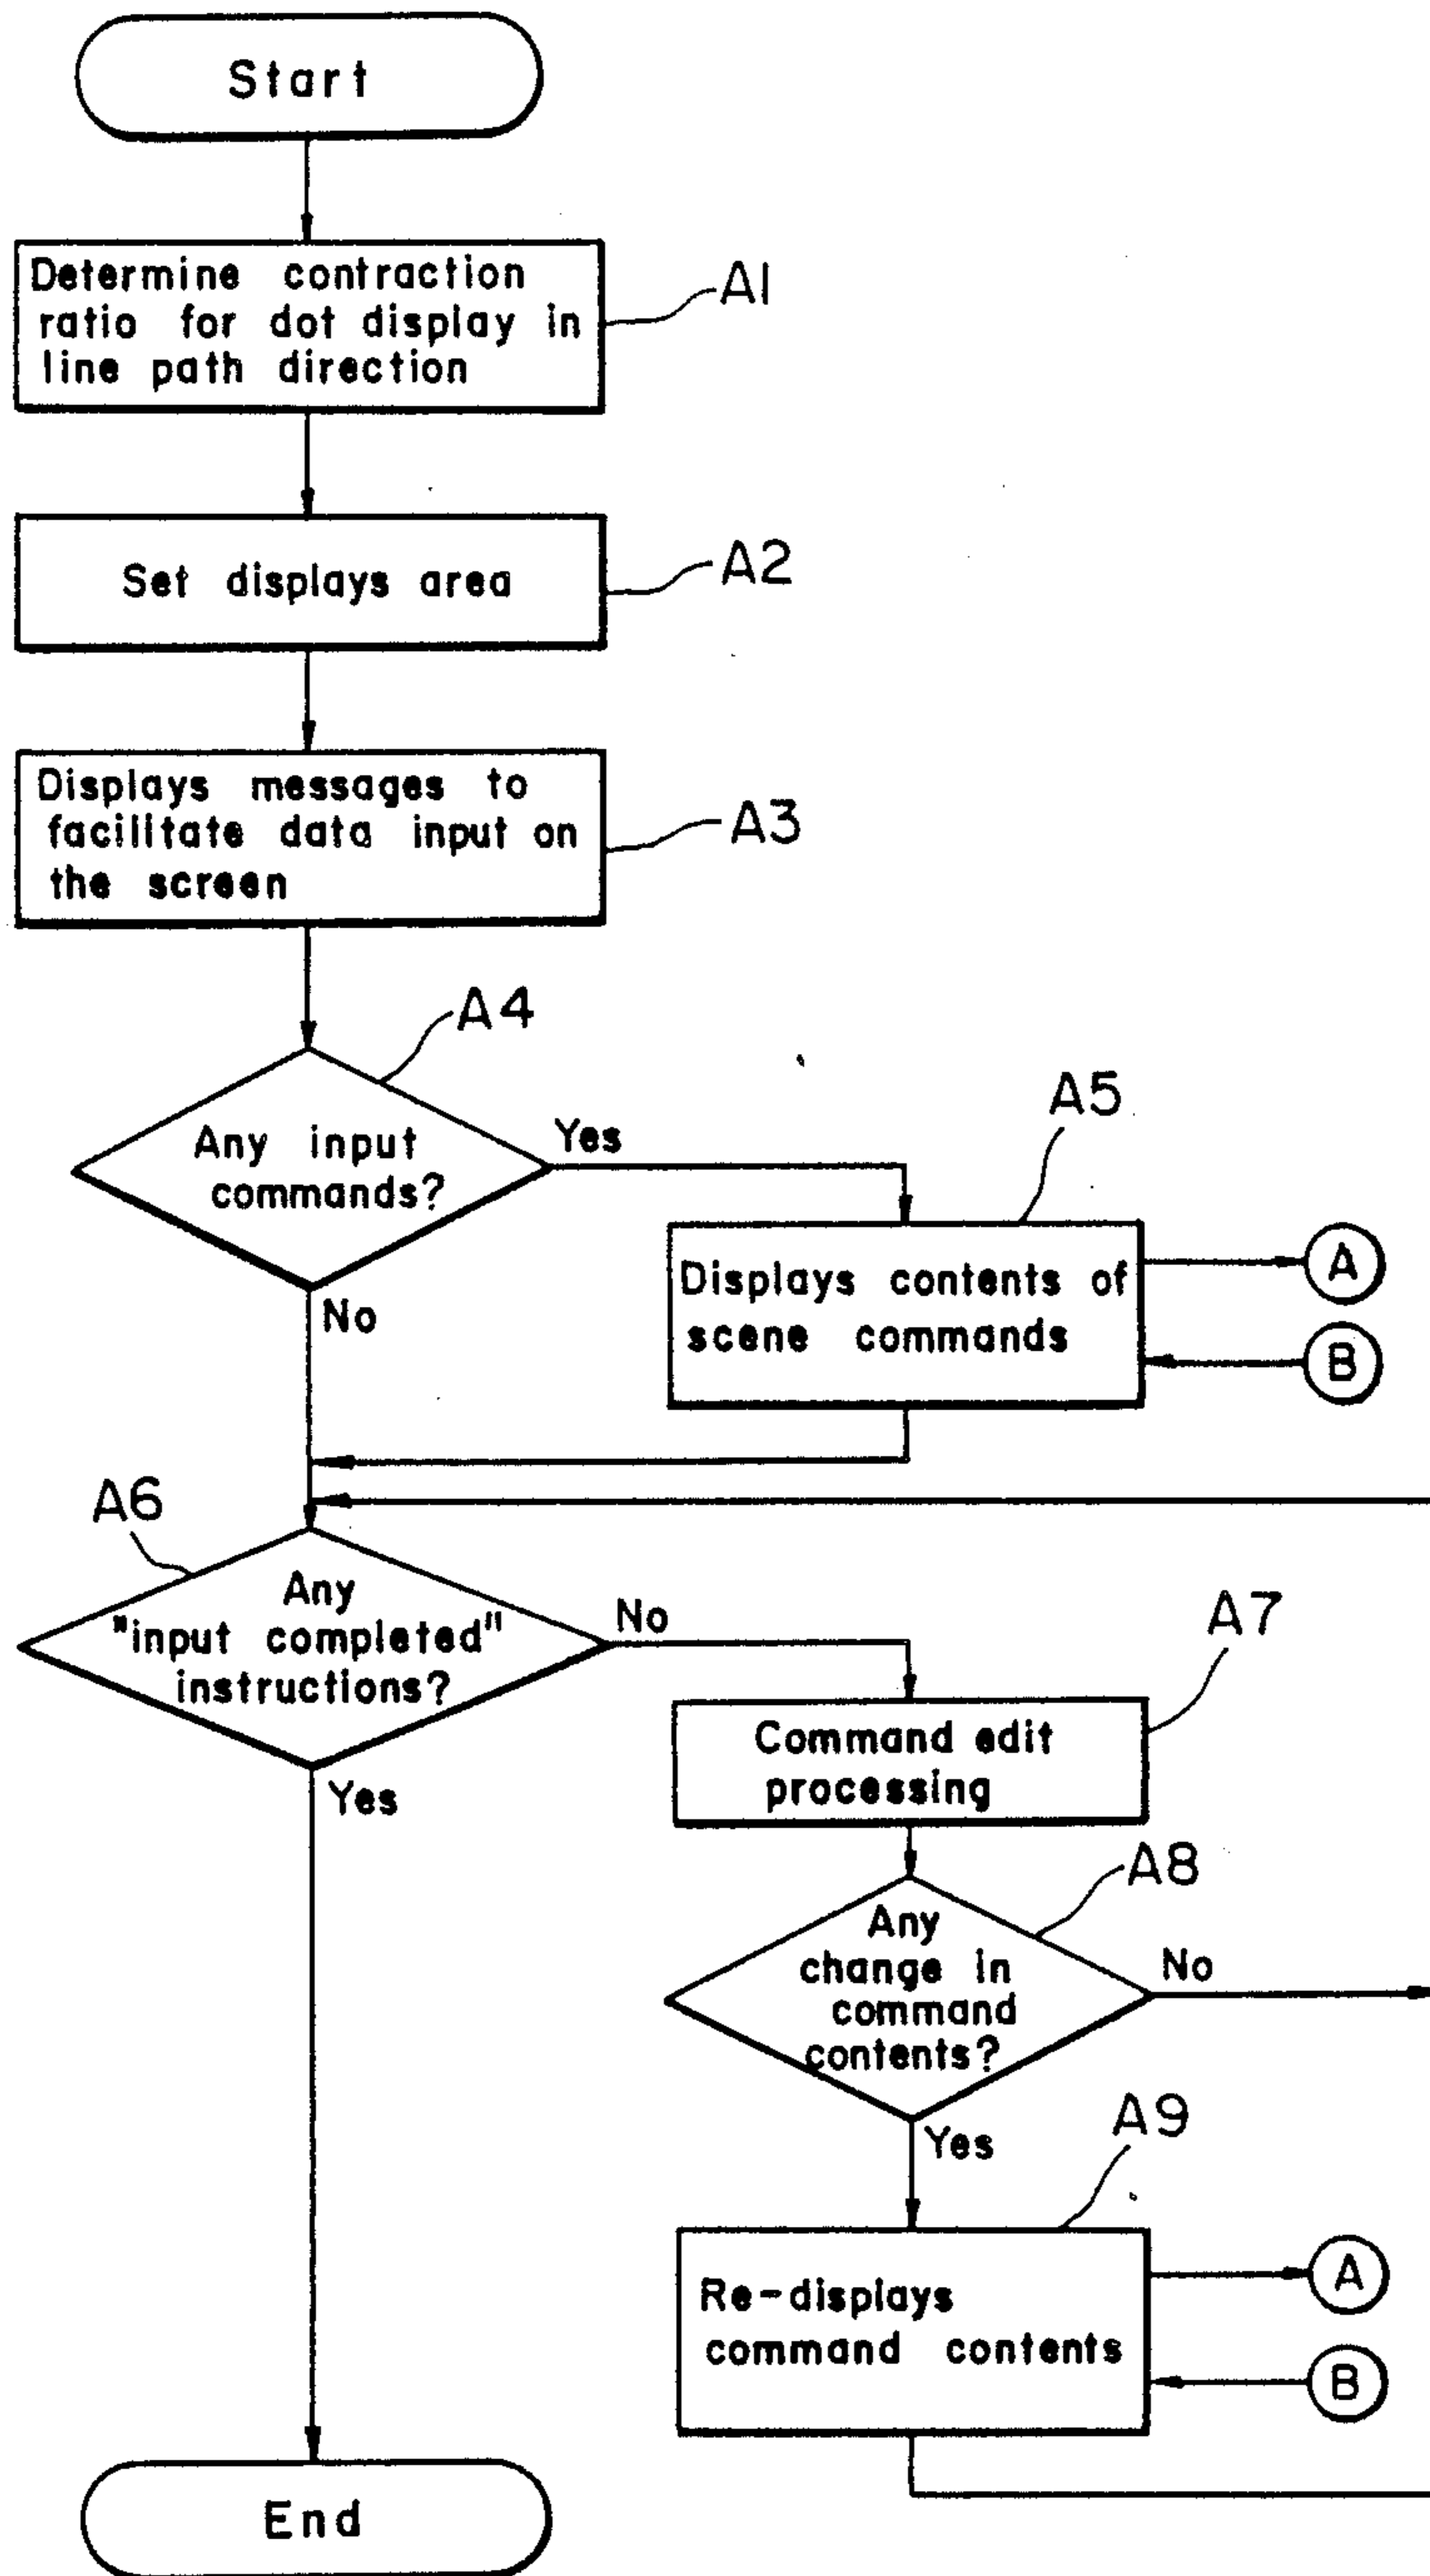 Start
Determine contraction
ratio for dot display in
line path direction
A1
Set displays area
A2
Displays messages to
facilitate data input on
the screen
A3
A4
Any input
commands?
Yes
No
A5
Displays contents of
scene commands
A
B
A6
Any
"input completed"
instructions?
No
Yes
A7
Command edit
processing
A8
Any
change in
command
contents?
No
Yes
A9
Re-displays
command contents
A
B
End